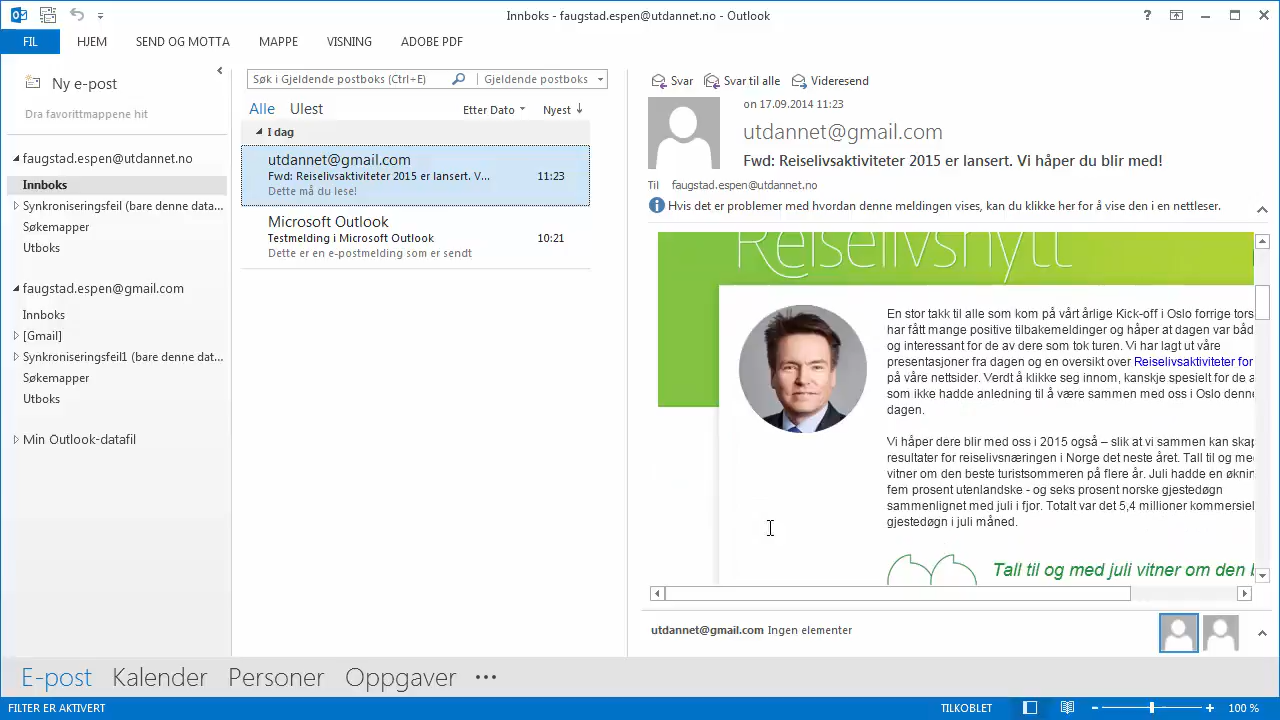 Innboks - faugstad.espen@utdannet.no - Outlook
?
FIL HJEM SEND OG MOTTA MAPPE VISNING ADOBE PDF
Ny e-post
Dra favorittmappene hit
faugstad.espen@utdannet.no
Innboks
Synkroniseringsfeil (bare denne data...
Søkemapper
Utboks
faugstad.espen@gmail.com
Innboks
[Gmail]
Synkroniseringsfeil1 (bare denne dat...
Søkemapper
Utboks
Min Outlook-datafil
Søk i Gjeldende postboks (Ctrl+E) Gjeldende postboks
Alle Ulest Etter Dato Nyest
I dag
utdannet@gmail.com
Fwd: Reiselivsaktiviteter 2015 er lansert. V... 11:23
Dette må du lese!
Microsoft Outlook
Testmelding i Microsoft Outlook 10:21
Dette er en e-postmelding som er sendt
Svar Svar til alle Videresend
on 17.09.2014 11:23
utdannet@gmail.com
Fwd: Reiselivsaktiviteter 2015 er lansert. Vi håper du blir med!
Til faugstad.espen@utdannet.no
Hvis det er problemer med hvordan denne meldingen vises, kan du klikke her for å vise den i en nettleser.
Reiselivsnytt
En stor takk til alle som kom på vårt årlige Kick-off i Oslo forrige tors
har fått mange positive tilbakemeldinger og håper at dagen var båd
og interessant for de av dere som tok turen. Vi har lagt ut våre
presentasjoner fra dagen og en oversikt over Reiselivsaktiviteter for
på våre nettsider. Verdt å klikke seg innom, kanskje spesielt for de a
som ikke hadde anledning til å være sammen med oss i Oslo denne
dagen.
Vi håper dere blir med oss i 2015 også – slik at vi sammen kan skap
resultater for reiselivsnæringen i Norge det neste året. Tall til og me
vitner om den beste turistsommeren på flere år. Juli hadde en øknin
fem prosent utenlandske - og seks prosent norske gjestedøgn
sammenlignet med juli i fjor. Totalt var det 5,4 millioner kommersiel
gjestedøgn i juli måned.
Tall til og med juli vitner om den b
utdannet@gmail.com Ingen elementer
E-post Kalender Personer Oppgaver ...
FILTER ER AKTIVERT TILKOBLET 100 %